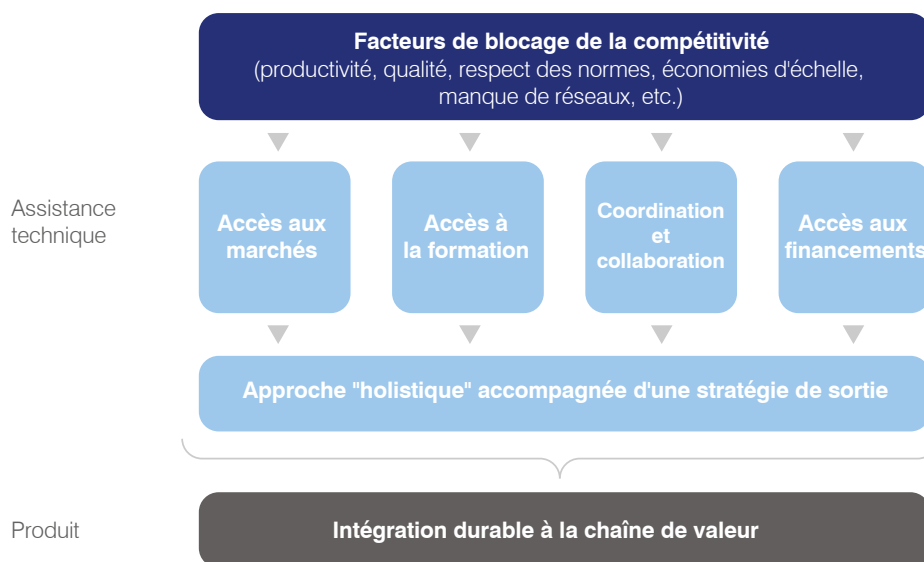 Facteurs de blocage de la compétitivité
(productivité, qualité, respect des normes, économies d'échelle,
manque de réseaux, etc.)
Assistance
technique
Accès aux
marchés
Accès à
la formation
Coordination
et
collaboration
Accès aux
financements
Approche "holistique" accompagnée d'une stratégie de sortie
Produit
Intégration durable à la chaîne de valeur